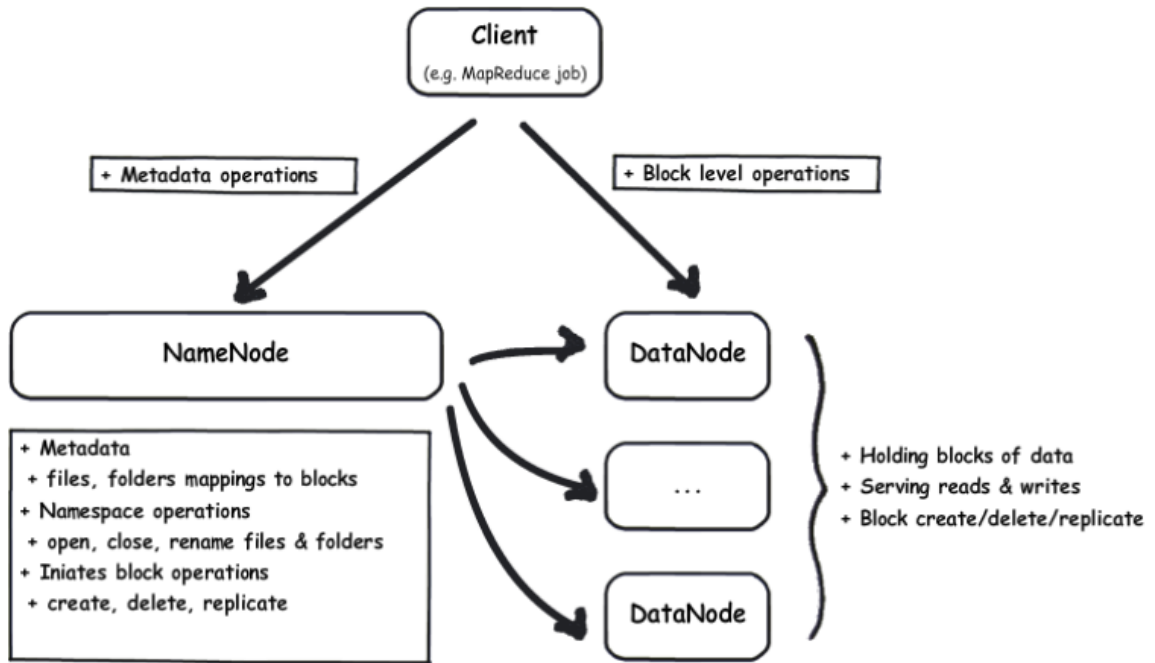 Client
(e.g. MapReduce job)
+ Metadata operations
+ Block level operations
NameNode
DataNode
+ Metadata
+ files, folders mappings to blocks
+ Namespace operations
+ open, close, rename files & folders
+ Iniates block operations
+ create, delete, replicate
...
DataNode
+ Holding blocks of data
+ Serving reads & writes
+ Block create/delete/replicate